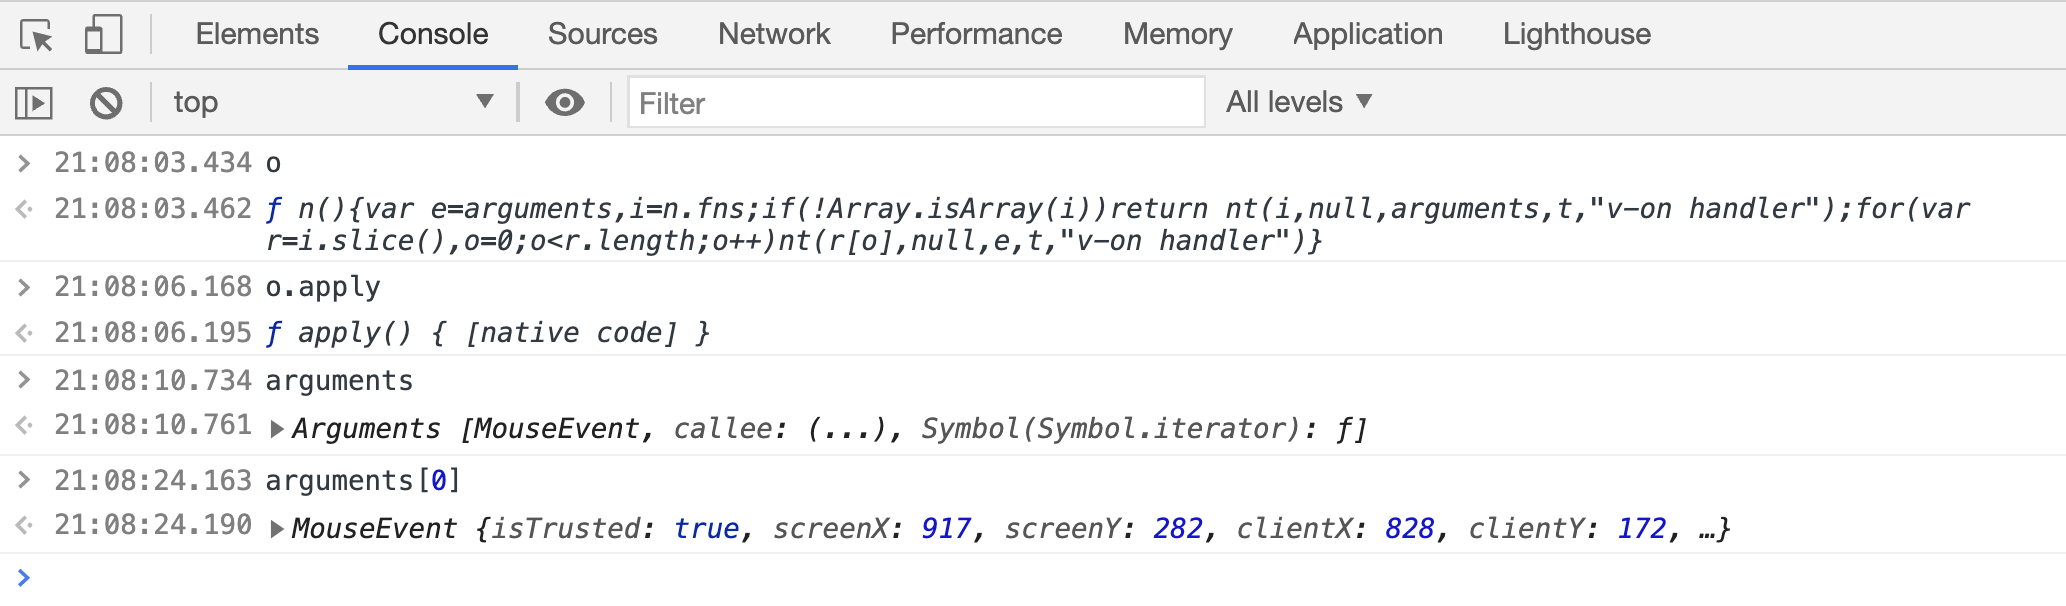 Elements Console Sources Network Performance Memory Application Lighthouse
top Filter All levels
21:08:03.434 o
21:08:03.462 ƒ n(){var e=arguments,i=n.fns;if(!Array.isArray(i))return nt(i,null,arguments,t,"v-on handler");for(var
r=i.slice(),o=0;o<r.length;o++)nt(r[o],null,e,t,"v-on handler")}
21:08:06.168 o.apply
21:08:06.195 ƒ apply() { [native code] }
21:08:10.734 arguments
21:08:10.761 Arguments [MouseEvent, callee: (...), Symbol(Symbol.iterator): ƒ]
21:08:24.163 arguments[0]
21:08:24.190 MouseEvent {isTrusted: true, screenX: 917, screenY: 282, clientX: 828, clientY: 172, …}